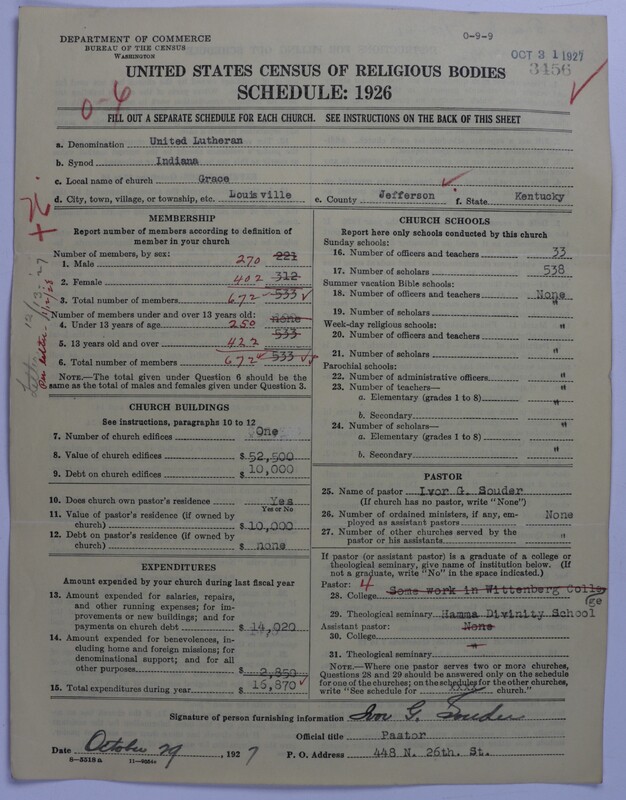 DEPARTMENT OF COMMERCE
BUREAU OF THE CENSUS
WASHINGTON
0-9-9
OCT 31 1927
3456
UNITED STATES CENSUS OF RELIGIOUS BODIES
SCHEDULE: 1926
0-6
FILL OUT A SEPARATE SCHEDULE FOR EACH CHURCH. SEE INSTRUCTIONS ON THE BACK OF THIS SHEET
a. Denomination United Lutheran
b. Synod Indiana
c. Local name of church Grace
d. City, town, village, or township, etc. Louisville e. County Jefferson f. State Kentucky
MEMBERSHIP
Report number of members according to definition of
member in your church
Number of members, by sex:
1. Male 270 221
2. Female 402 312
3. Total number of members 672 533
Number of members under and over 13 years old:
4. Under 13 years of age 250 none
5. 13 years old and over 422 533
6. Total number of members 672 533
NOTE.—The total given under Question 6 should be the
same as the total of males and females given under Question 3.
CHURCH BUILDINGS
See instructions, paragraphs 10 to 12
7. Number of church edifices One
8. Value of church edifices $ 52,500
9. Debt on church edifices $ 10,000
10. Does church own pastor's residence Yes
Yes or No
11. Value of pastor's residence (if owned by
church) $ 10,000
12. Debt on pastor's residence (if owned by
church) $ none
EXPENDITURES
Amount expended by your church during last fiscal year
13. Amount expended for salaries, repairs,
and other running expenses; for im-
provements or new buildings; and for
payments on church debt $ 14,020
14. Amount expended for benevolences, in-
cluding home and foreign missions; for
denominational support; and for all
other purposes $ 2,850
15. Total expenditures during year $ 16,870
CHURCH SCHOOLS
Report here only schools conducted by this church
Sunday schools:
16. Number of officers and teachers 33
17. Number of scholars 538
Summer vacation Bible schools:
18. Number of officers and teachers None
19. Number of scholars "
Week-day religious schools:
20. Number of officers and teachers "
21. Number of scholars "
Parochial schools:
22. Number of administrative officers "
23. Number of teachers—
a. Elementary (grades 1 to 8) "
b. Secondary
24. Number of scholars—
a. Elementary (grades 1 to 8) "
b. Secondary "
PASTOR
25. Name of pastor Ivor G. Souder
(If church has no pastor, write "None")
26. Number of ordained ministers, if any, em-
ployed as assistant pastors None
27. Number of other churches served by the
pastor or his assistants "
If pastor (or assistant pastor) is a graduate of a college or
theological seminary, give name of institution below. (If
not a graduate, write "No" in the space indicated.)
Pastor: 4
28. College Some work in Wittenberg Colle
ge
29. Theological seminary Hamma Divinity School
Assistant pastor: None
30. College
31. Theological seminary "
NOTE.—Where one pastor serves two or more churches,
Questions 28 and 29 should be answered only on the schedule
for one of the churches; on the schedules for the other churches,
write "See schedule for xxxx church."
Signature of person furnishing information Ivor G. Souder
Official title Pastor
Date October 29, 1927 P. O. Address 448 N. 26th. St.
8—5518a